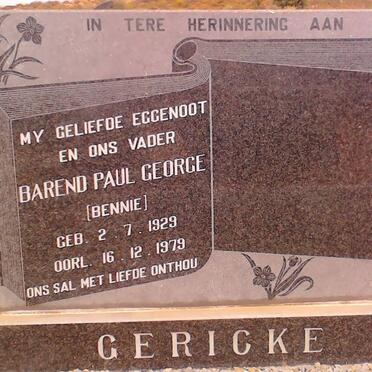 IN TERE HERINNERING AAN
MY GELIEFDE EGGENOOT
EN ONS VADER
BAREND PAUL GEORGE
[BENNIE]
GEB. 2. 7. 1929
OORL. 16. 12. 1979
ONS SAL MET LIEFDE ONTHOU
GERICKE